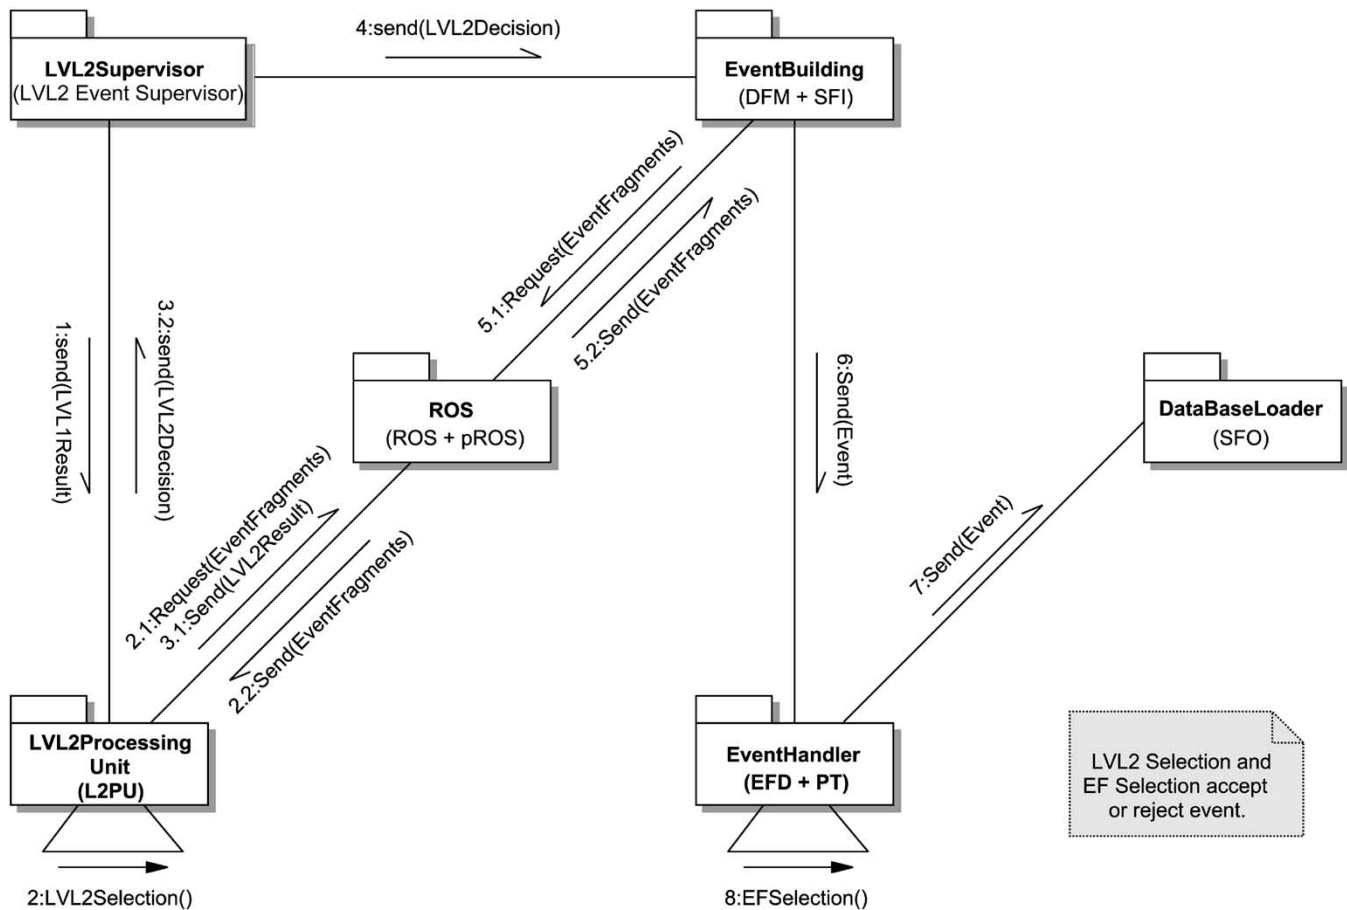 4:send(LVL2Decision)
LVL2Supervisor
(LVL2 Event Supervisor)
EventBuilding
(DFM + SFI)
5.1:Request(EventFragments)
5.2:Send(EventFragments)
1:send(LVL1Result)
3.2:send(LVL2Decision)
6:Send(Event)
ROS
(ROS + pROS)
DataBaseLoader
(SFO)
2.1:Request(EventFragments)
3.1:Send(LVL2Result)
2.2:Send(EventFragments)
7:Send(Event)
LVL2Processing
Unit
(L2PU)
EventHandler
(EFD + PT)
LVL2 Selection and
EF Selection accept
or reject event.
2:LVL2Selection()
8:EFSelection()